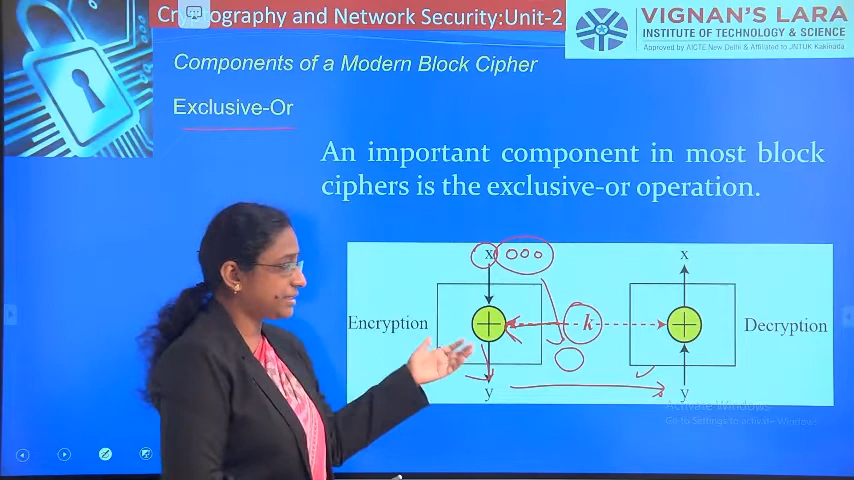 Cryptography and Network Security:Unit-2
VIGNAN'S LARA
INSTITUTE OF TECHNOLOGY & SCIENCE
Approved by AICTE New Delhi & Affiliated to JNTUK Kakinada
Components of a Modern Block Cipher
Exclusive-Or
An important component in most block
ciphers is the exclusive-or operation.
x ooo x
Encryption + k + Decryption
y y
Activate Windows
Go to Settings to activate Windows